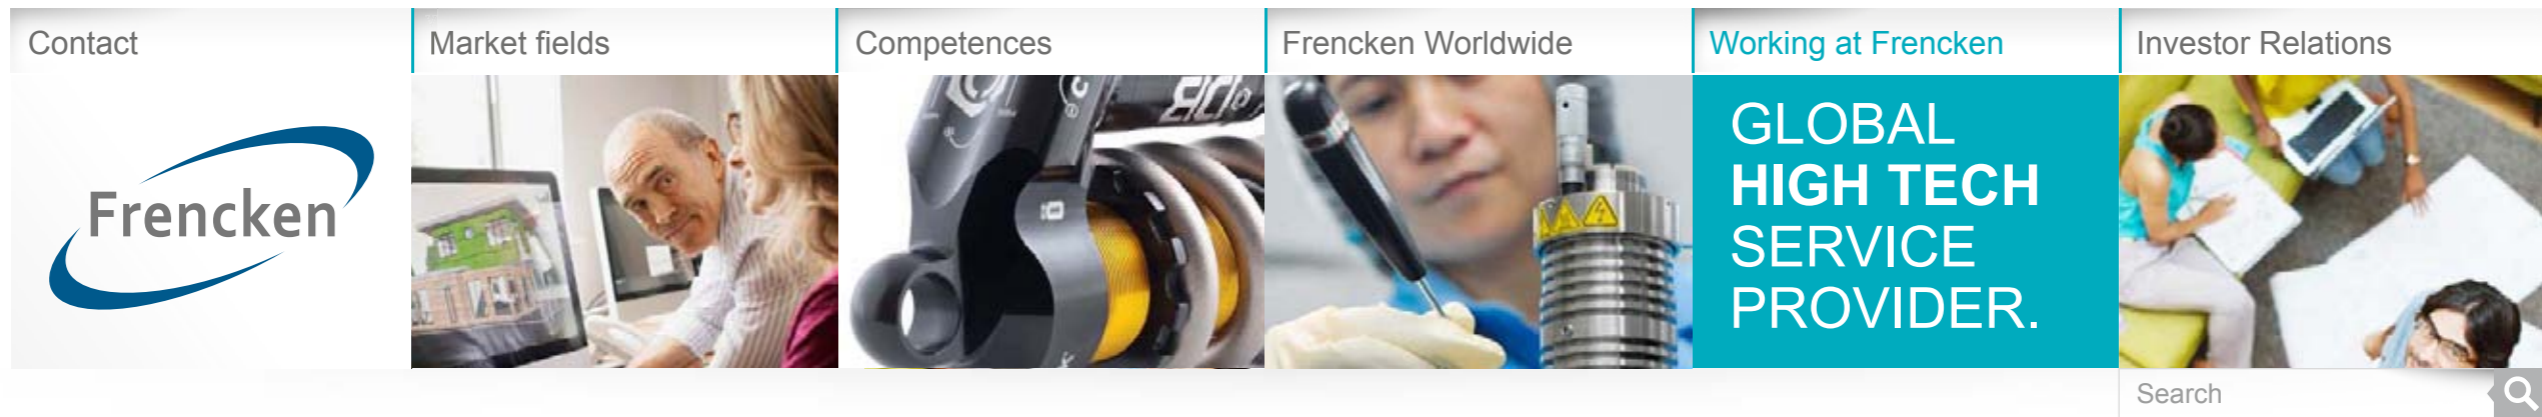 Contact
Market fields
Competences
Frencken Worldwide
Working at Frencken
Investor Relations
Frencken
GLOBAL
HIGH TECH
SERVICE
PROVIDER.
Search